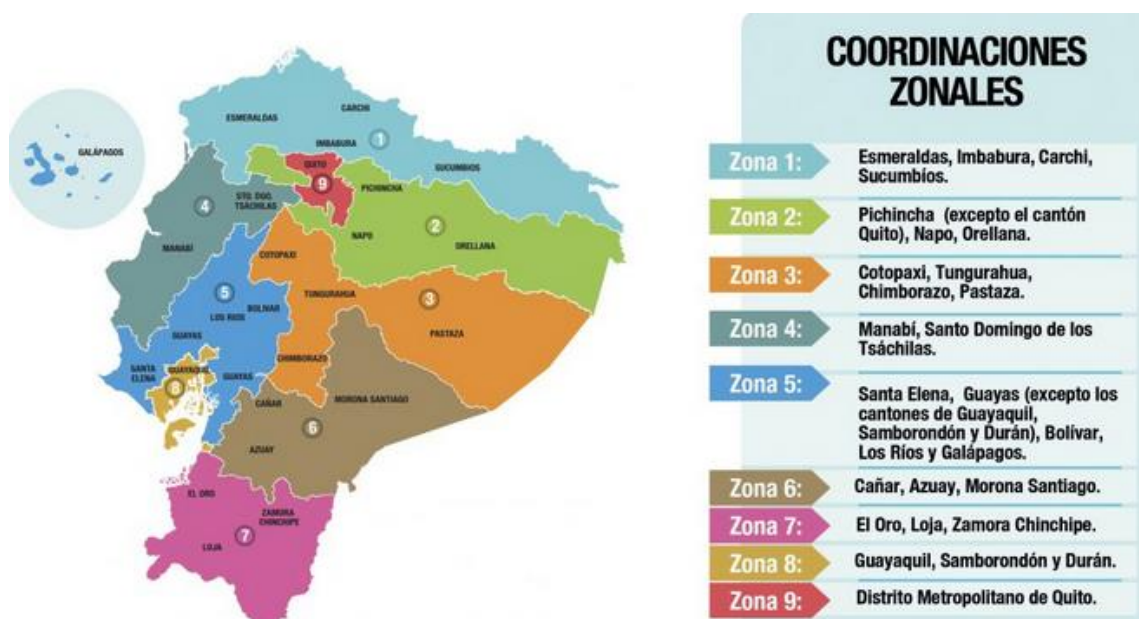 ESMERALDAS
CARCHI
IMBABURA
1
SUCUMBIOS
GALÁPAGOS
QUITO
9
PICHINCHA
STO. DGO.
TSÁCHILAS
4
2
NAPO
ORELLANA
MANABÍ
COTOPAXI
5
LOS RIOS
BOLIVAR
TUNGURAHUA
3
PASTAZA
GUAYAS
SANTA
ELENA
GUAYAQUIL
8
GUAYAS
CHIMBORAZO
CAÑAR
MORONA SANTIAGO
6
AZUAY
EL ORO
ZAMORA
CHINCHIPE
7
LOJA
COORDINACIONES
ZONALES
Zona 1:
Esmeraldas, Imbabura, Carchi,
Sucumbíos.
Zona 2:
Pichincha (excepto el cantón
Quito), Napo, Orellana.
Zona 3:
Cotopaxi, Tungurahua,
Chimborazo, Pastaza.
Zona 4:
Manabí, Santo Domingo de los
Tsáchilas.
Zona 5:
Santa Elena, Guayas (excepto los
cantones de Guayaquil,
Samborondón y Durán), Bolívar,
Los Ríos y Galápagos.
Zona 6:
Cañar, Azuay, Morona Santiago.
Zona 7:
El Oro, Loja, Zamora Chinchipe.
Zona 8:
Guayaquil, Samborondón y Durán.
Zona 9:
Distrito Metropolitano de Quito.